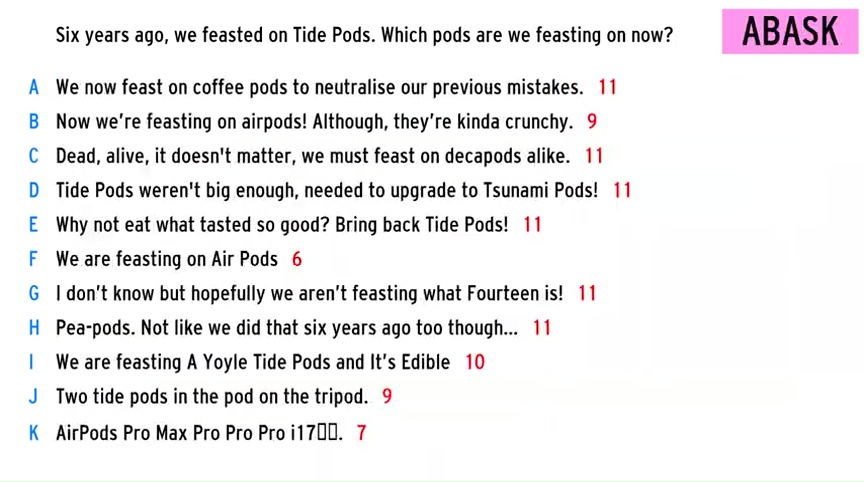 Six years ago, we feasted on Tide Pods. Which pods are we feasting on now?
ABASK
A We now feast on coffee pods to neutralise our previous mistakes. 11
B Now we're feasting on airpods! Although, they're kinda crunchy. 9
C Dead, alive, it doesn't matter, we must feast on decapods alike. 11
D Tide Pods weren't big enough, needed to upgrade to Tsunami Pods! 11
E Why not eat what tasted so good? Bring back Tide Pods! 11
F We are feasting on Air Pods 6
G I don't know but hopefully we aren't feasting what Fourteen is! 11
H Pea-pods. Not like we did that six years ago too though... 11
I We are feasting A Yoyle Tide Pods and It's Edible 10
J Two tide pods in the pod on the tripod. 9
K AirPods Pro Max Pro Pro Pro i17▯▯. 7